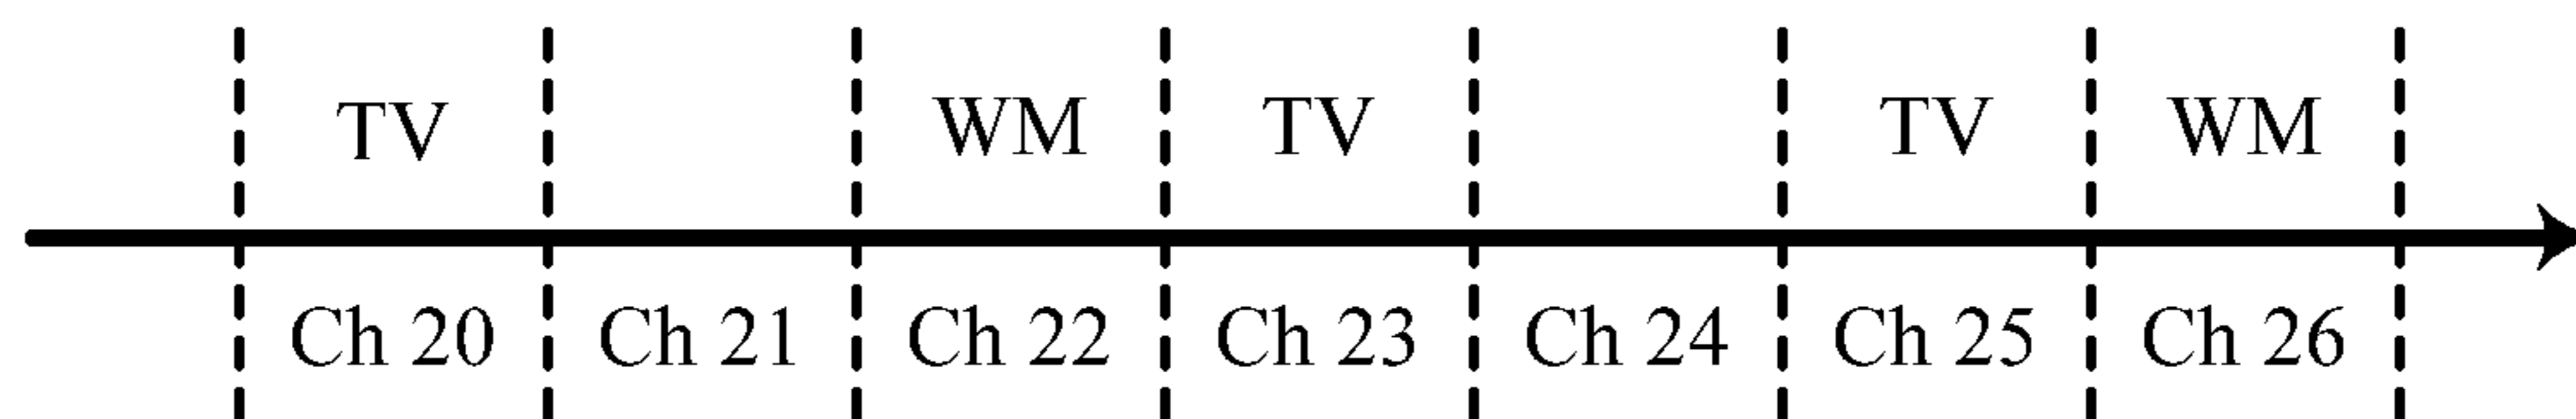 TV WM TV TV WM
Ch 20 Ch 21 Ch 22 Ch 23 Ch 24 Ch 25 Ch 26